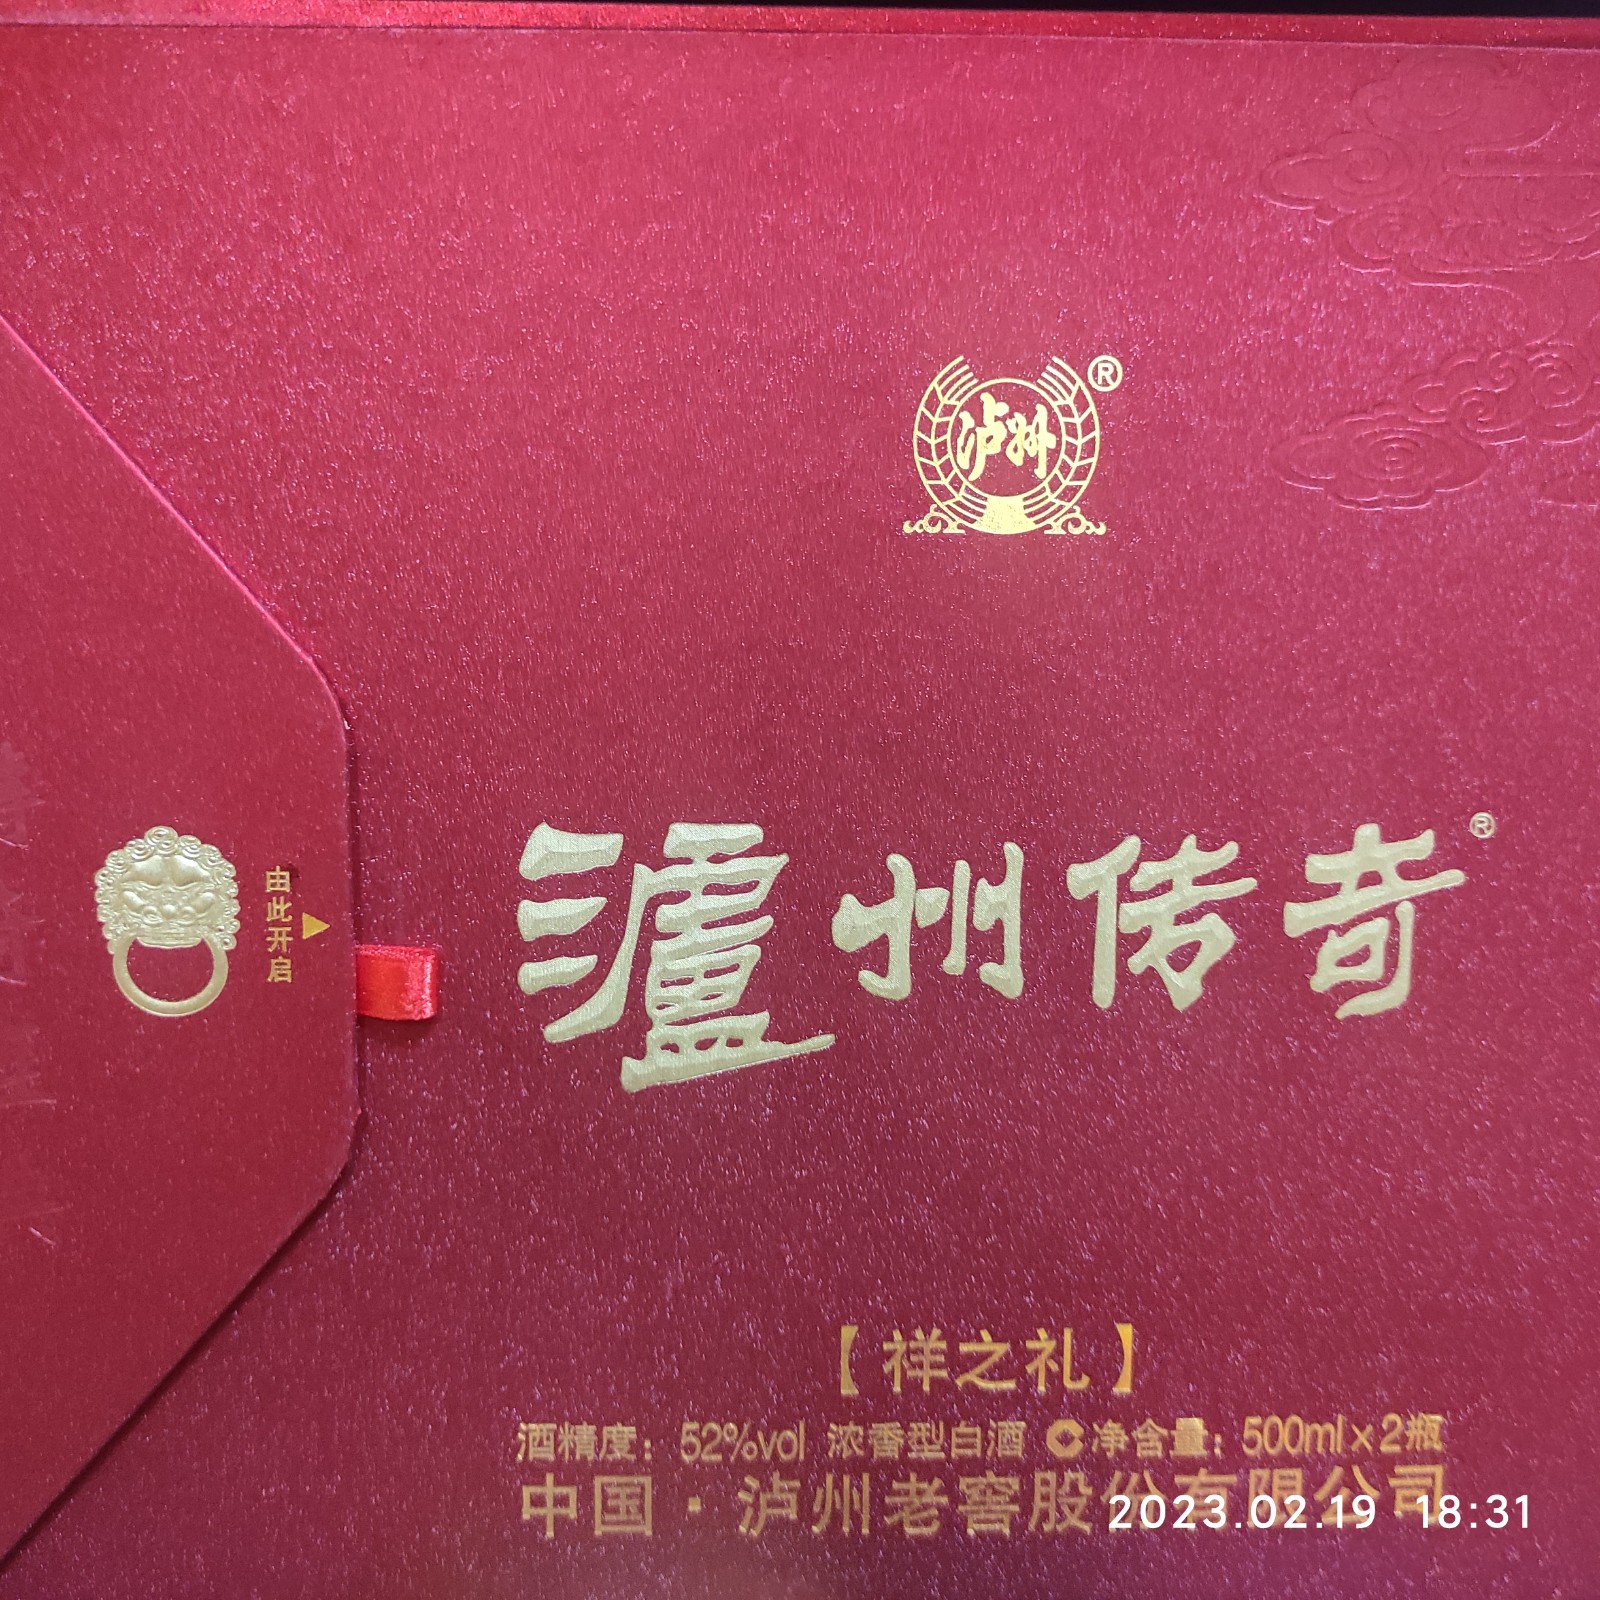 泸州
®
瀘州传奇®
由此开启
【祥之礼】
酒精度：52%vol 浓香型白酒 C净含量：500ml×2瓶
中国·泸州老窖股份有限公司
2023.02.19 18:31